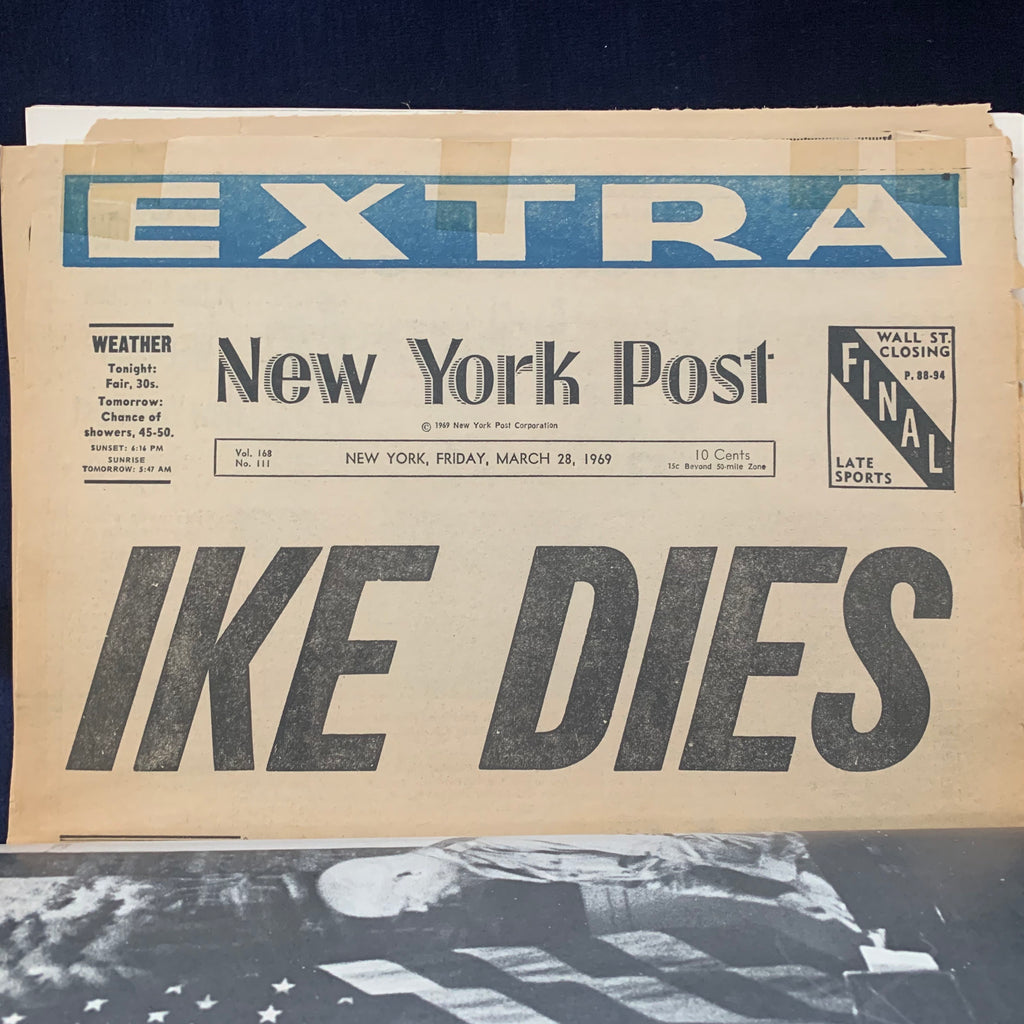 EXTRA
WEATHER
Tonight:
Fair, 30s.
Tomorrow:
Chance of
showers, 45-50.
SUNSET: 6:16 PM
SUNRISE
TOMORROW: 5:47 AM
New York Post
© 1969 New York Post Corporation
Vol. 168
No. 111
NEW YORK, FRIDAY, MARCH 28, 1969
10 Cents
15c Beyond 50-mile Zone
WALL ST.
CLOSING
P. 88-94
FINAL
LATE
SPORTS
IKE DIES